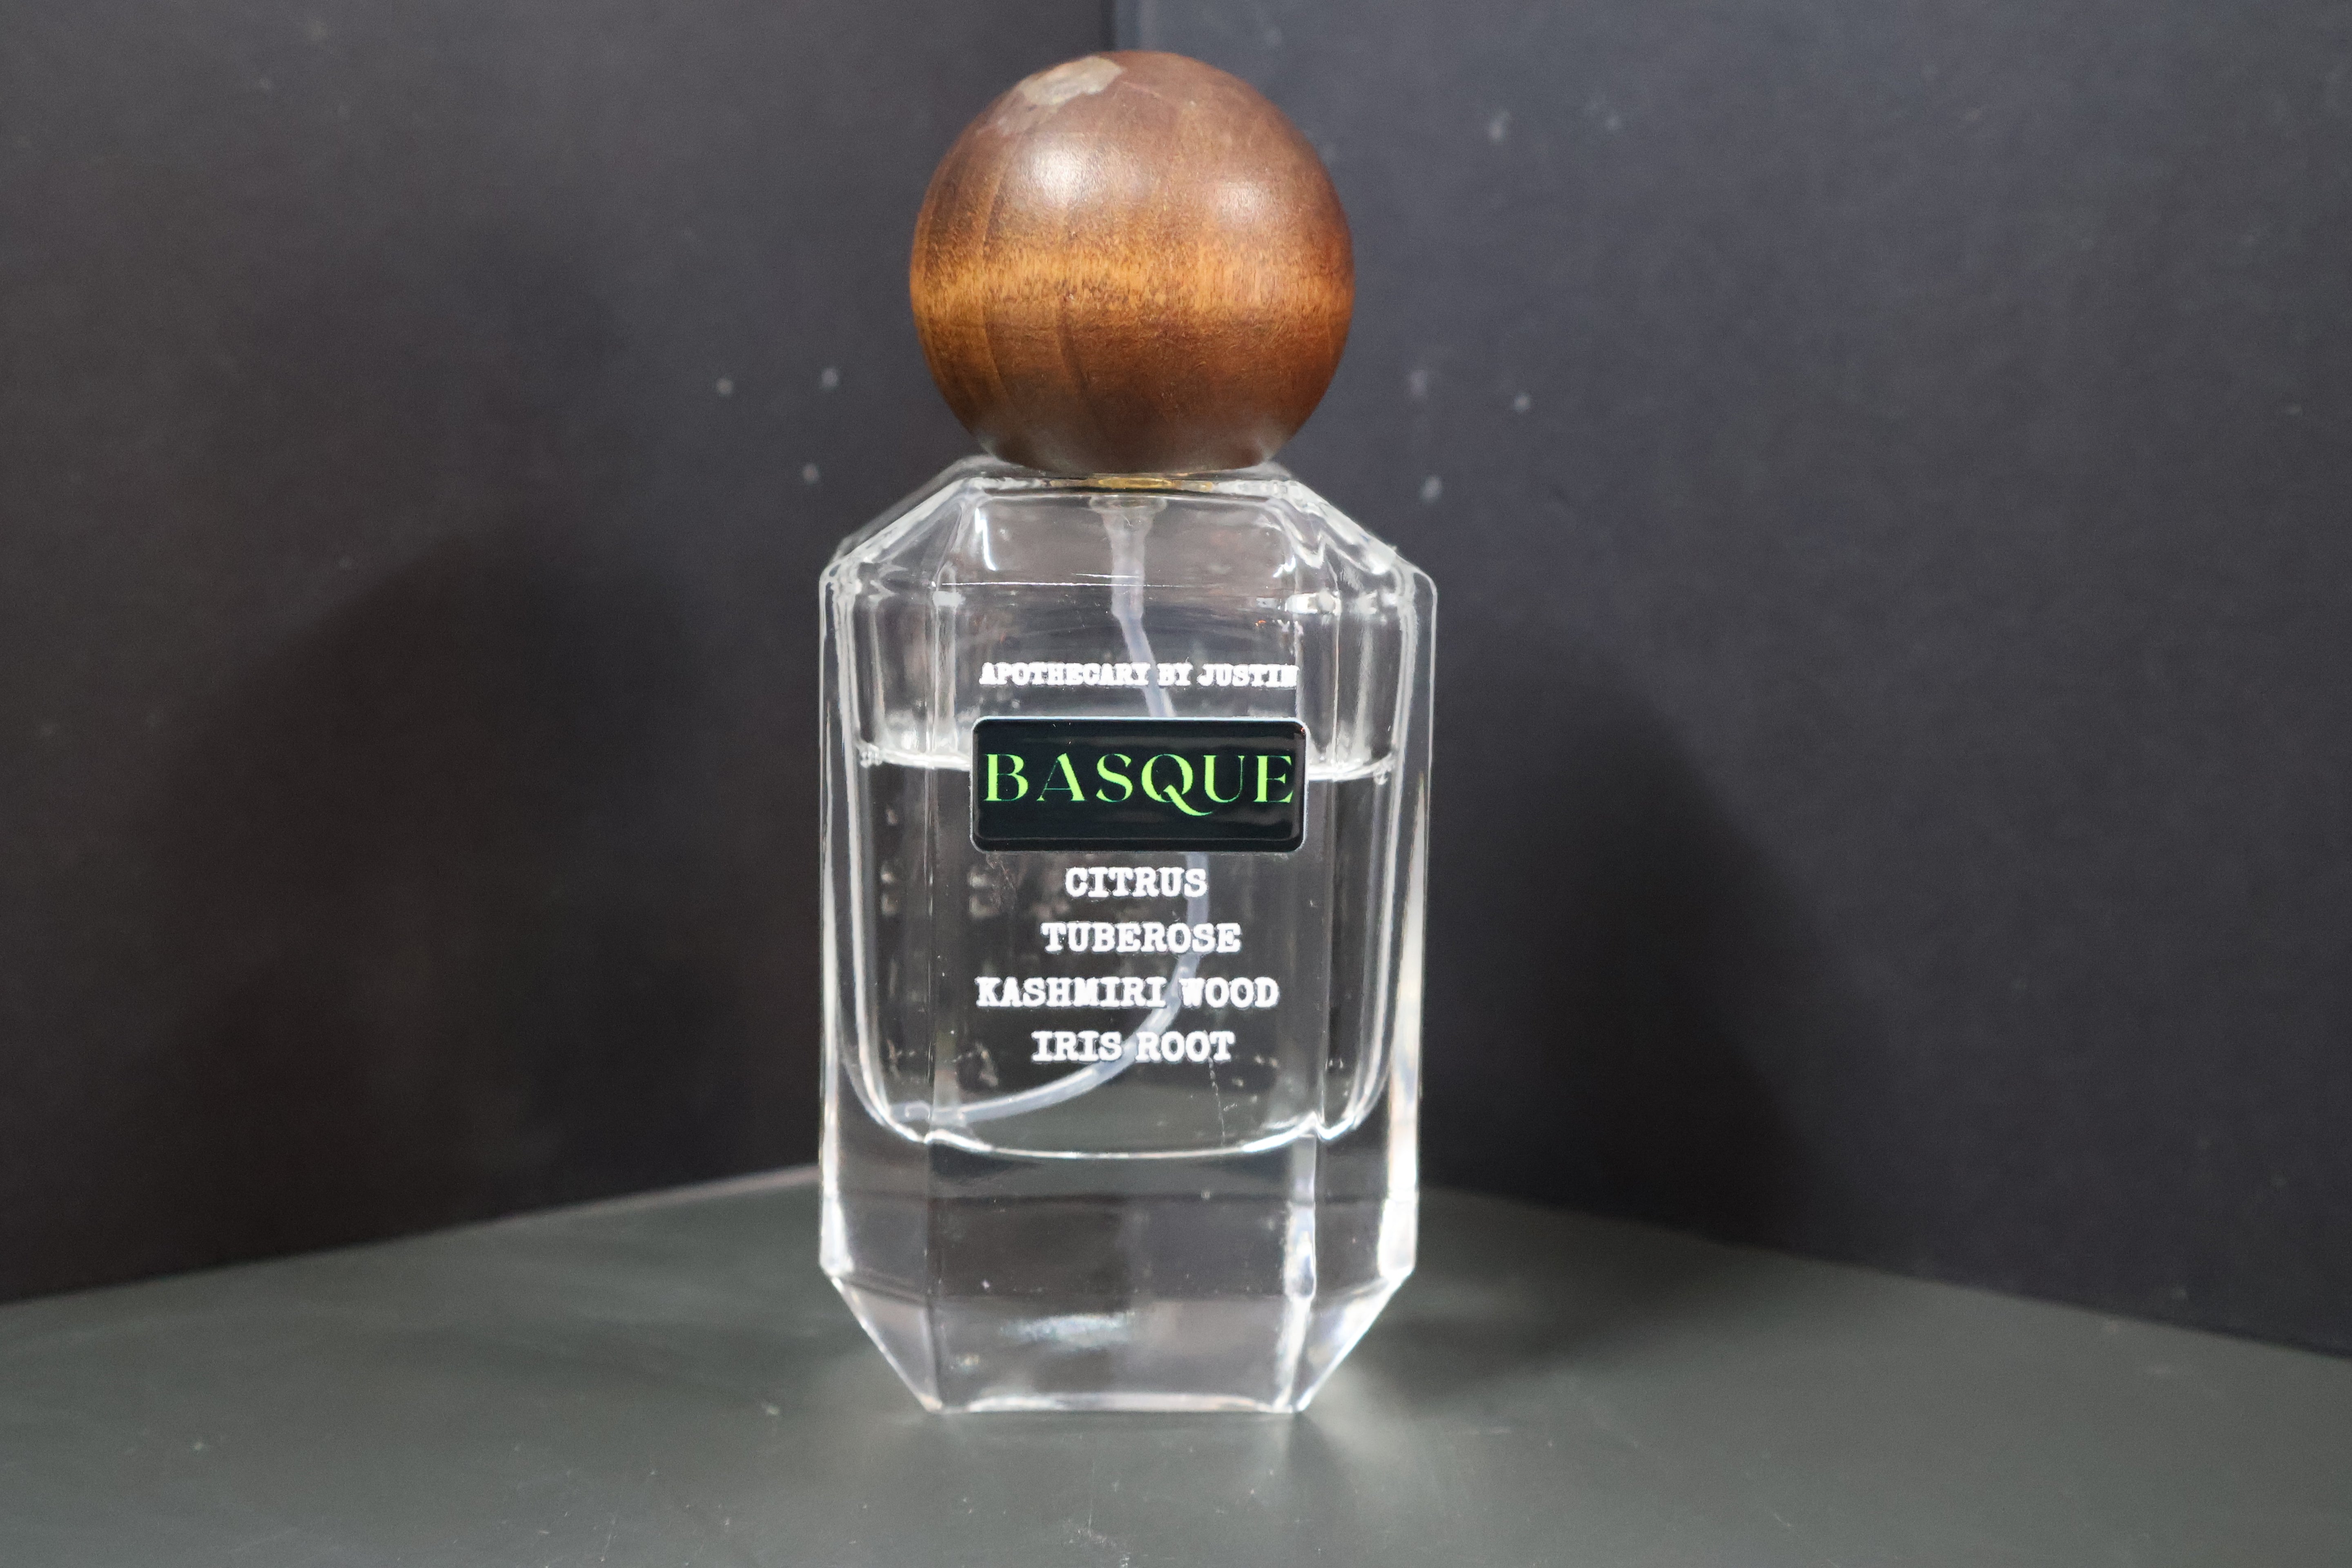 APOTHECARY BY JUSTIN
BASQUE
CITRUS
TUBEROSE
KASHMIRI WOOD
IRIS ROOT